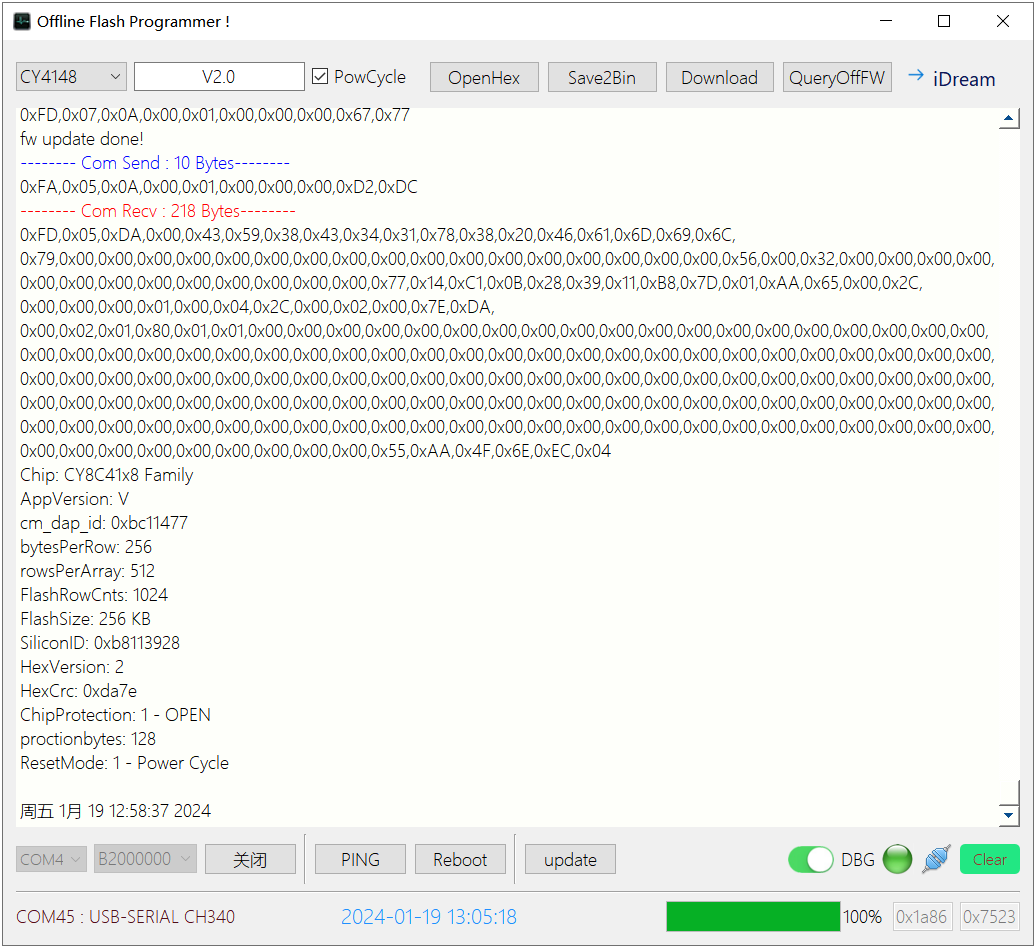 Offline Flash Programmer !
CY4148 V2.0 PowCycle OpenHex Save2Bin Download QueryOffFW iDream
0xFD,0x07,0x0A,0x00,0x01,0x00,0x00,0x00,0x67,0x77
fw update done!
-------- Com Send : 10 Bytes--------
0xFA,0x05,0x0A,0x00,0x01,0x00,0x00,0x00,0xD2,0xDC
-------- Com Recv : 218 Bytes--------
0xFD,0x05,0xDA,0x00,0x43,0x59,0x38,0x43,0x34,0x31,0x78,0x38,0x20,0x46,0x61,0x6D,0x69,0x6C,
0x79,0x00,0x00,0x00,0x00,0x00,0x00,0x00,0x00,0x00,0x00,0x00,0x00,0x00,0x00,0x00,0x00,0x00,0x00,0x56,0x00,0x32,0x00,0x00,0x00,0x00,
0x00,0x00,0x00,0x00,0x00,0x00,0x00,0x00,0x00,0x77,0x14,0xC1,0x0B,0x28,0x39,0x11,0xB8,0x7D,0x01,0xAA,0x65,0x00,0x2C,
0x00,0x00,0x00,0x01,0x00,0x04,0x2C,0x00,0x02,0x00,0x7E,0xDA,
0x00,0x02,0x01,0x80,0x01,0x01,0x00,0x00,0x00,0x00,0x00,0x00,0x00,0x00,0x00,0x00,0x00,0x00,0x00,0x00,0x00,0x00,0x00,0x00,0x00,
0x00,0x00,0x00,0x00,0x00,0x00,0x00,0x00,0x00,0x00,0x00,0x00,0x00,0x00,0x00,0x00,0x00,0x00,0x00,0x00,0x00,0x00,0x00,0x00,0x00,
0x00,0x00,0x00,0x00,0x00,0x00,0x00,0x00,0x00,0x00,0x00,0x00,0x00,0x00,0x00,0x00,0x00,0x00,0x00,0x00,0x00,0x00,0x00,0x00,0x00,
0x00,0x00,0x00,0x00,0x00,0x00,0x00,0x00,0x00,0x00,0x00,0x00,0x00,0x00,0x00,0x00,0x00,0x00,0x00,0x00,0x00,0x00,0x00,0x00,0x00,
0x00,0x00,0x00,0x00,0x00,0x00,0x00,0x00,0x00,0x00,0x00,0x00,0x00,0x00,0x00,0x00,0x00,0x00,0x00,0x00,0x00,0x00,0x00,0x00,0x00,
0x00,0x00,0x00,0x00,0x00,0x00,0x00,0x00,0x00,0x55,0xAA,0x4F,0x6E,0xEC,0x04
Chip: CY8C41x8 Family
AppVersion: V
cm_dap_id: 0xbc11477
bytesPerRow: 256
rowsPerArray: 512
FlashRowCnts: 1024
FlashSize: 256 KB
SiliconID: 0xb8113928
HexVersion: 2
HexCrc: 0xda7e
ChipProtection: 1 - OPEN
proctionbytes: 128
ResetMode: 1 - Power Cycle
周五 1月 19 12:58:37 2024
COM4 B2000000 关闭 PING Reboot update DBG Clear
COM45 : USB-SERIAL CH340 2024-01-19 13:05:18 100% 0x1a86 0x7523